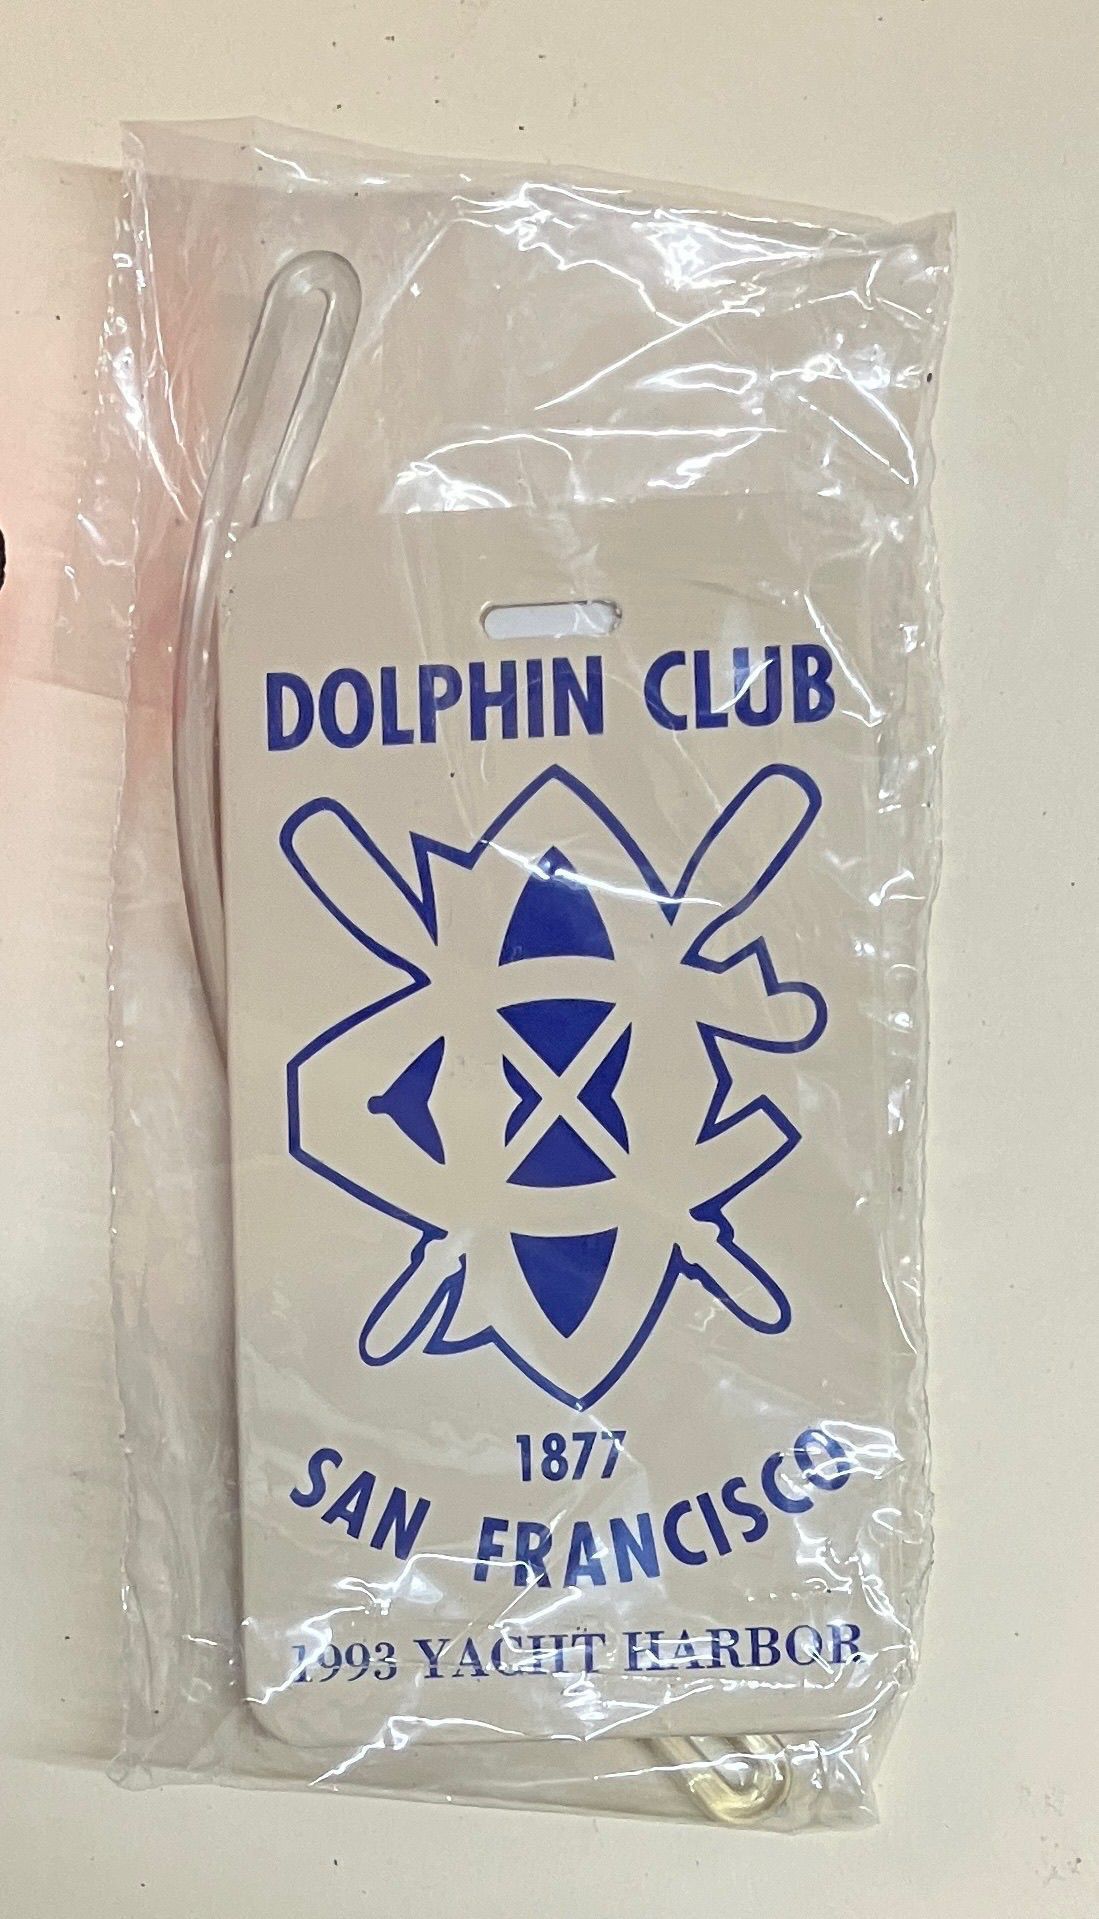 DOLPHIN CLUB
1877
SAN FRANCISCO
1993 YACHT HARBOR